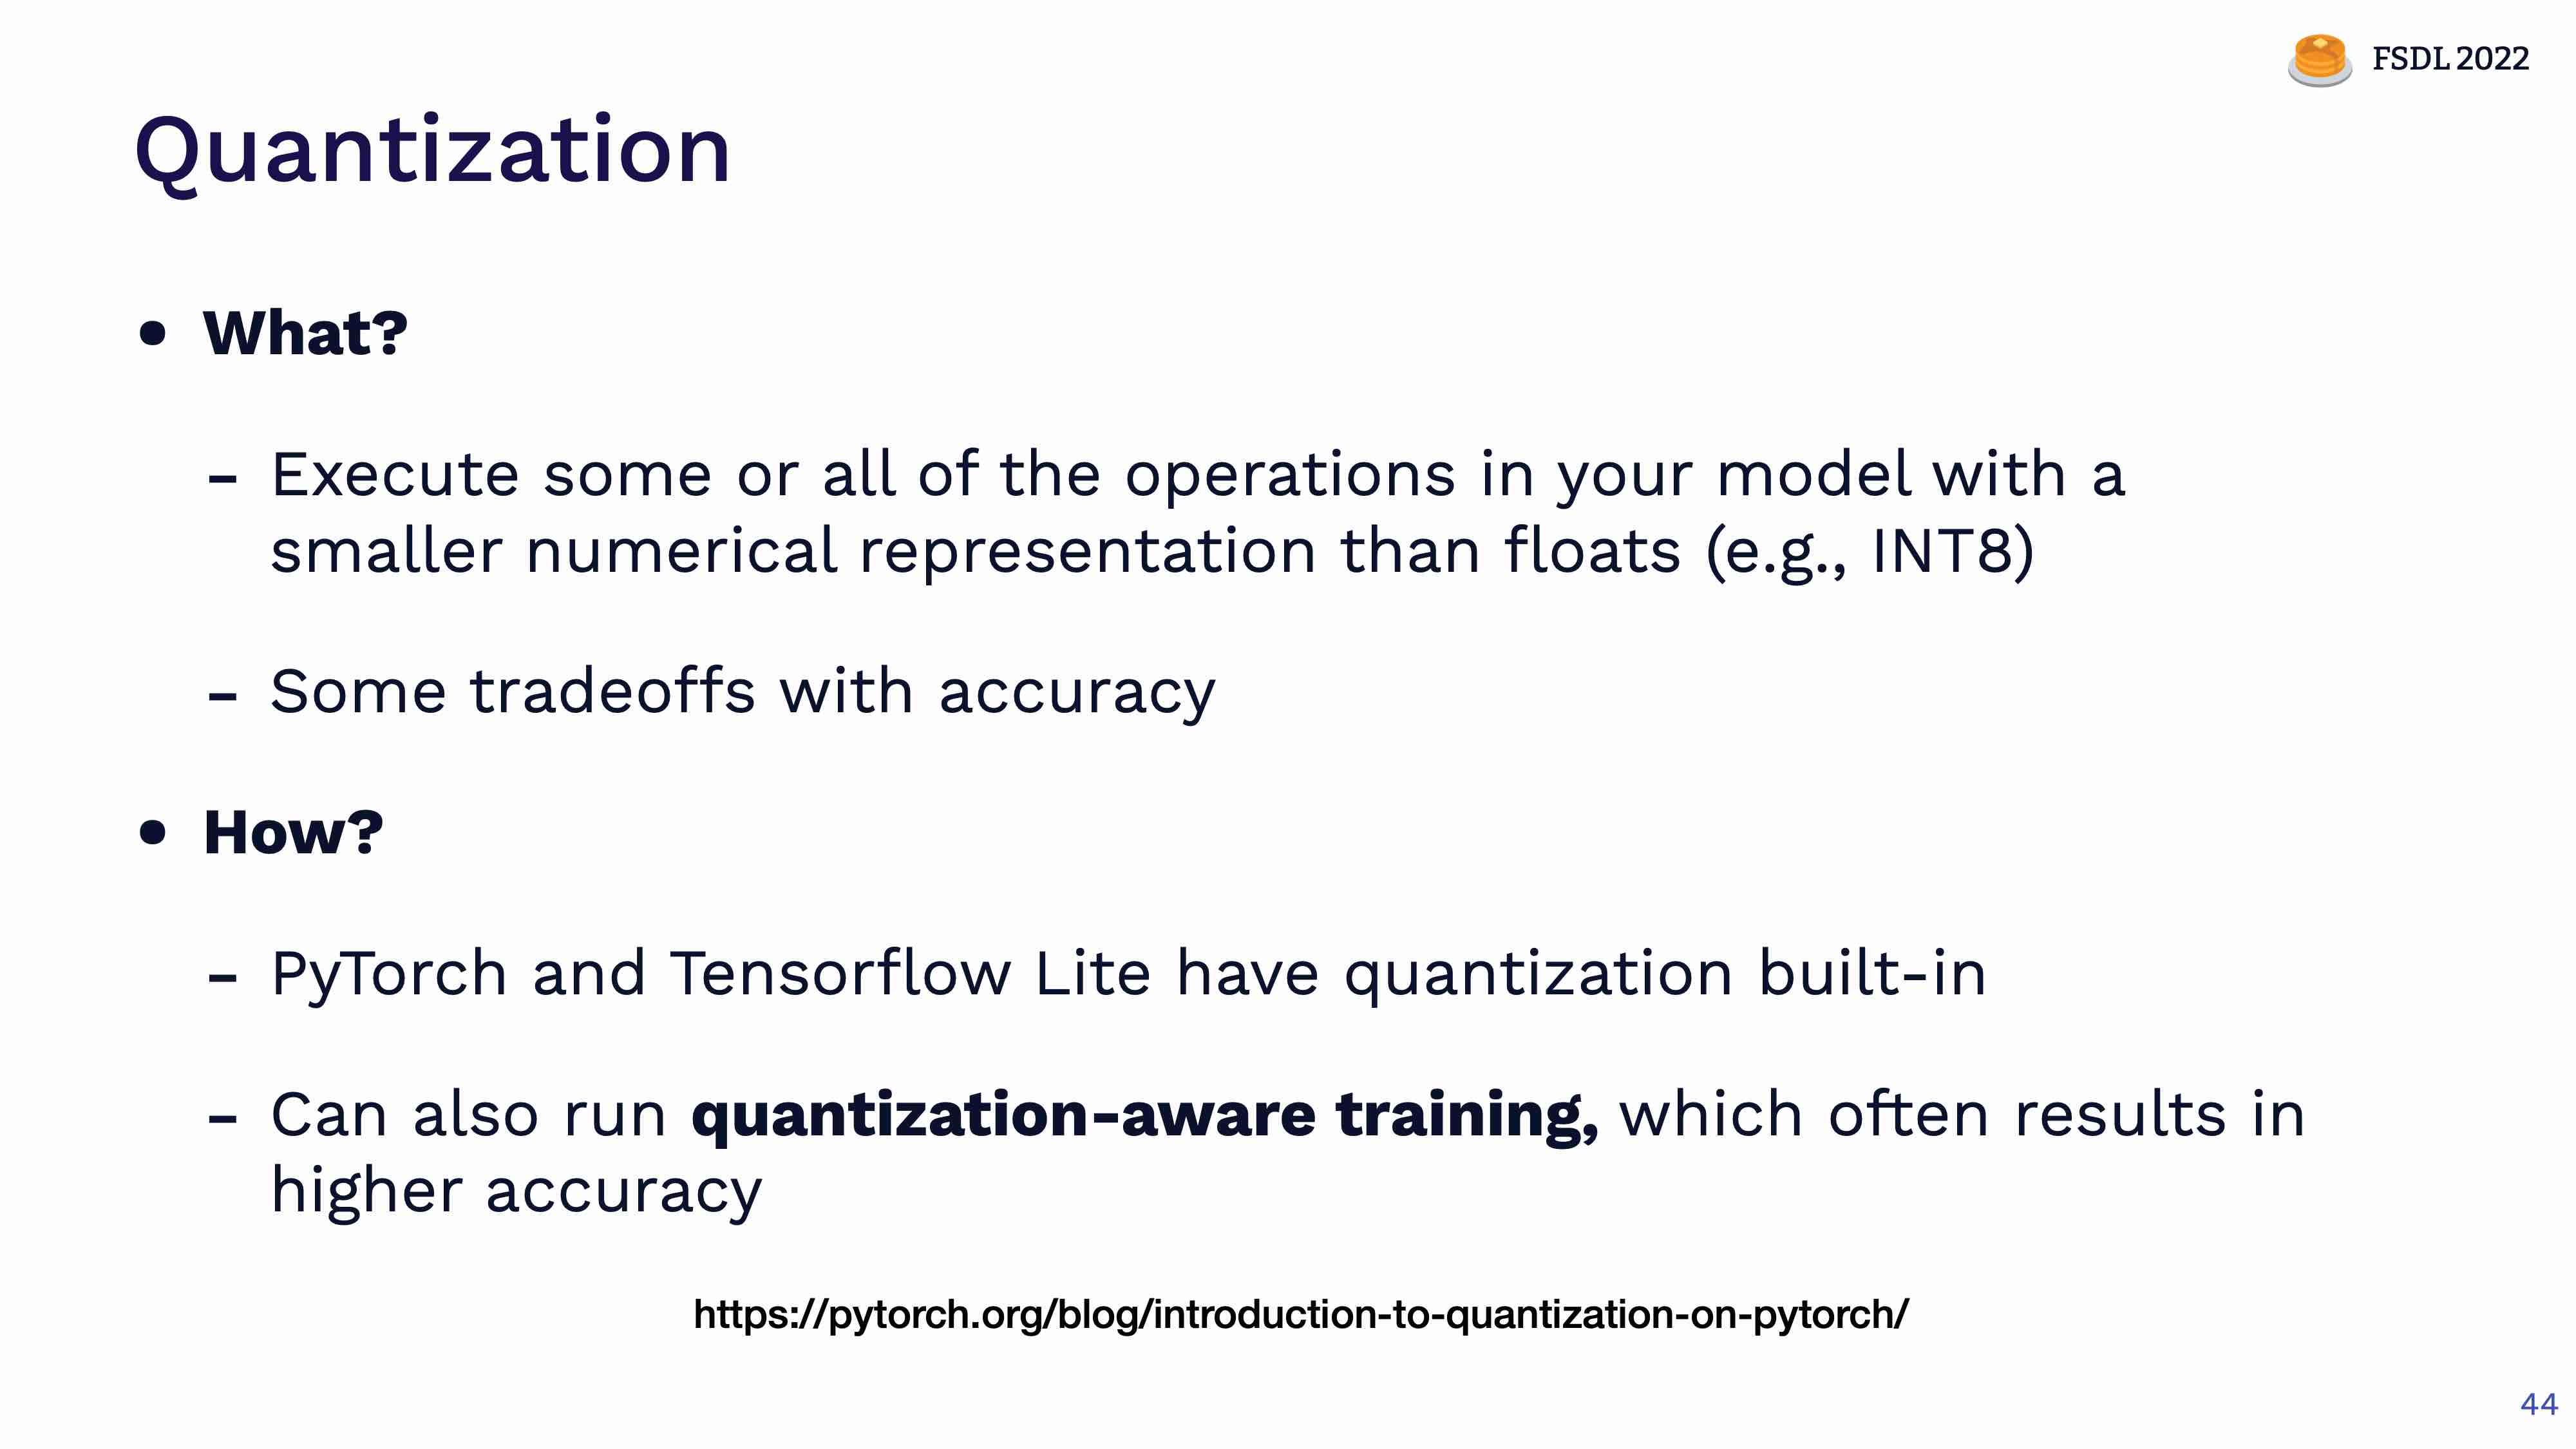 FSDL 2022
Quantization
• What?
- Execute some or all of the operations in your model with a
smaller numerical representation than floats (e.g., INT8)
- Some tradeoffs with accuracy
• How?
- PyTorch and Tensorflow Lite have quantization built-in
- Can also run quantization-aware training, which often results in
higher accuracy
https://pytorch.org/blog/introduction-to-quantization-on-pytorch/
44